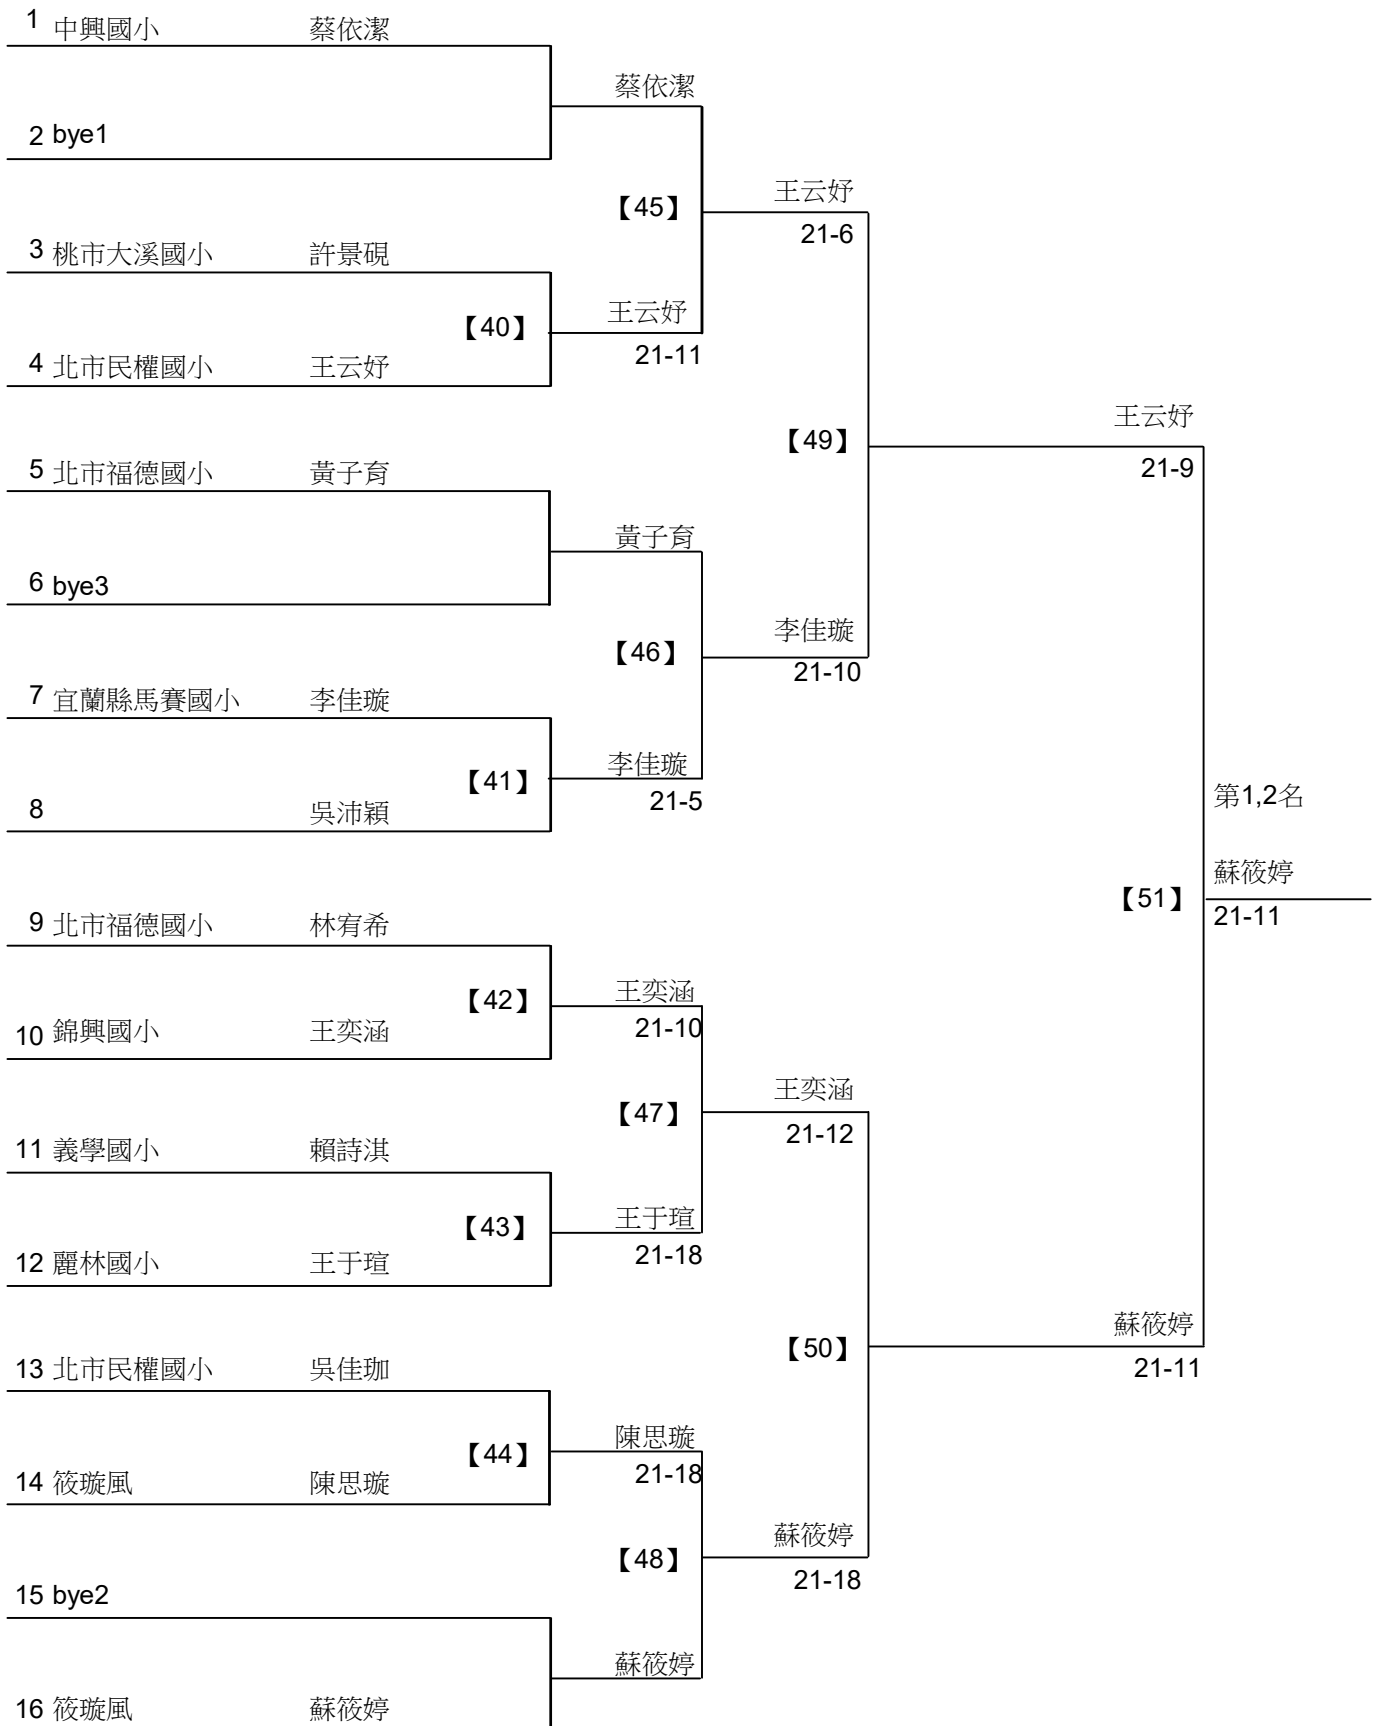 1 中興國小 蔡依潔
蔡依潔
2 bye1
王云妤
【45】
21-6
3 桃市大溪國小 許景硯
王云妤
【40】
21-11
4 北市民權國小 王云妤
王云妤
【49】
21-9
5 北市福德國小 黃子育
黃子育
6 bye3
李佳璇
【46】
21-10
7 宜蘭縣馬賽國小 李佳璇
李佳璇
【41】
21-5
第1,2名
8 吳沛穎
蘇筱婷
【51】
21-11
9 北市福德國小 林宥希
王奕涵
【42】
21-10
10 錦興國小 王奕涵
王奕涵
【47】
21-12
11 義學國小 賴詩淇
王于瑄
【43】
21-18
12 麗林國小 王于瑄
蘇筱婷
【50】
21-11
13 北市民權國小 吳佳珈
陳思璇
【44】
21-18
14 筱璇風 陳思璇
蘇筱婷
【48】
21-18
15 bye2
蘇筱婷
16 筱璇風 蘇筱婷